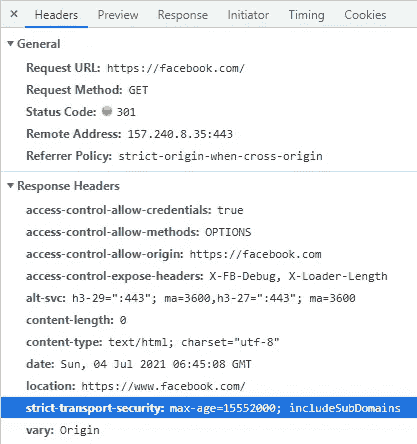 × Headers Preview Response Initiator Timing Cookies
▼ General
Request URL: https://facebook.com/
Request Method: GET
Status Code: 301
Remote Address: 157.240.8.35:443
Referrer Policy: strict-origin-when-cross-origin
▼ Response Headers
access-control-allow-credentials: true
access-control-allow-methods: OPTIONS
access-control-allow-origin: https://facebook.com
access-control-expose-headers: X-FB-Debug, X-Loader-Length
alt-svc: h3-29=":443"; ma=3600,h3-27=":443"; ma=3600
content-length: 0
content-type: text/html; charset="utf-8"
date: Sun, 04 Jul 2021 06:45:08 GMT
location: https://www.facebook.com/
strict-transport-security: max-age=15552000; includeSubDomains
vary: Origin